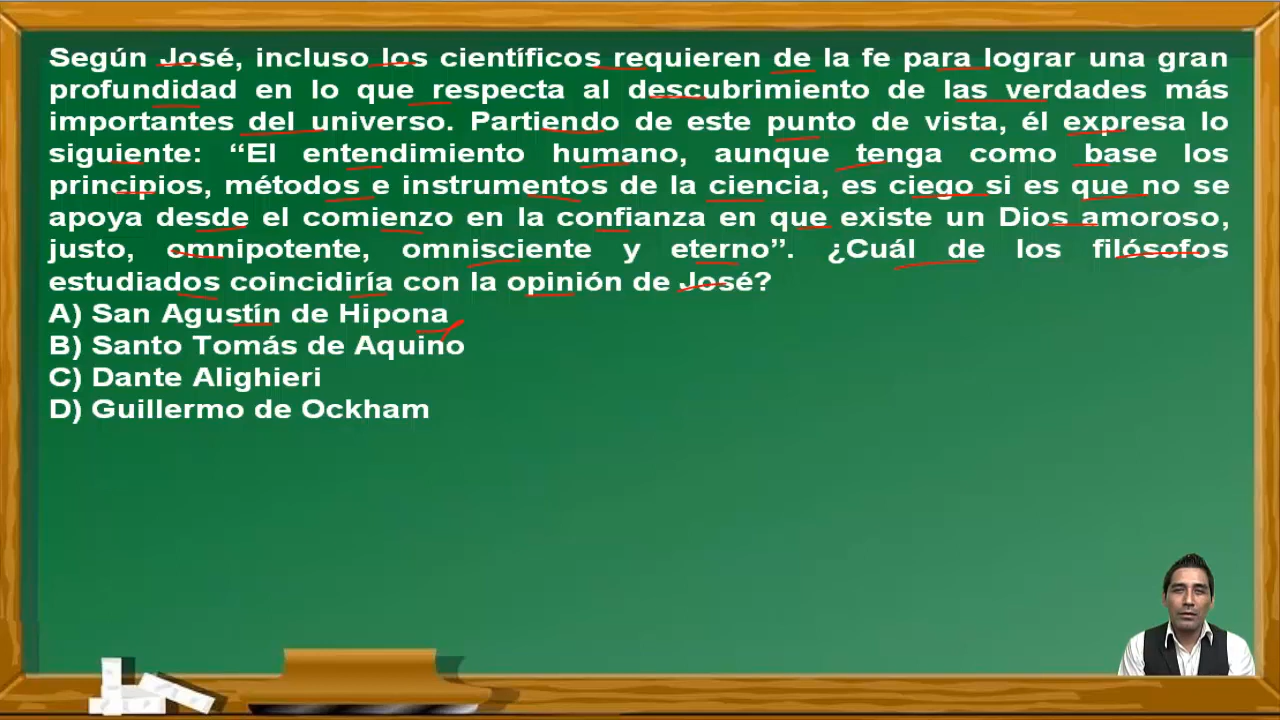 Según José, incluso los científicos requieren de la fe para lograr una gran
profundidad en lo que respecta al descubrimiento de las verdades más
importantes del universo. Partiendo de este punto de vista, él expresa lo
siguiente: “El entendimiento humano, aunque tenga como base los
principios, métodos e instrumentos de la ciencia, es ciego si es que no se
apoya desde el comienzo en la confianza en que existe un Dios amoroso,
justo, omnipotente, omnisciente y eterno”. ¿Cuál de los filósofos
estudiados coincidiría con la opinión de José?
A) San Agustín de Hipona
B) Santo Tomás de Aquino
C) Dante Alighieri
D) Guillermo de Ockham